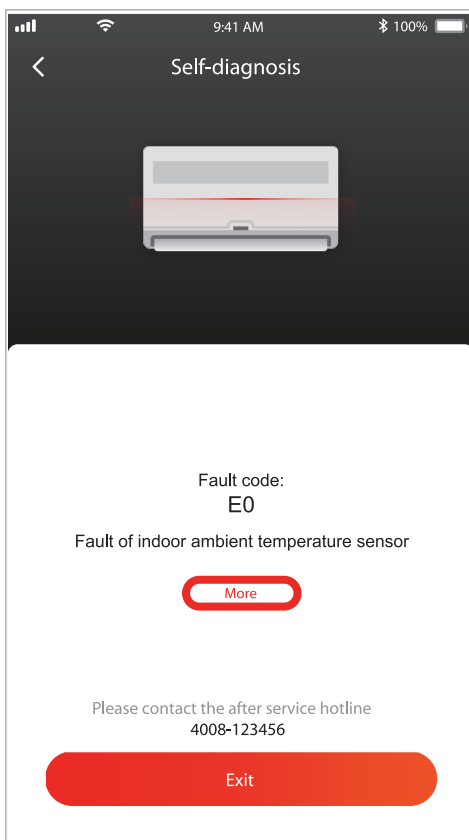 9:41 AM
100%
Self-diagnosis
Fault code:
E0
Fault of indoor ambient temperature sensor
More
Please contact the after service hotline
4008-123456
Exit